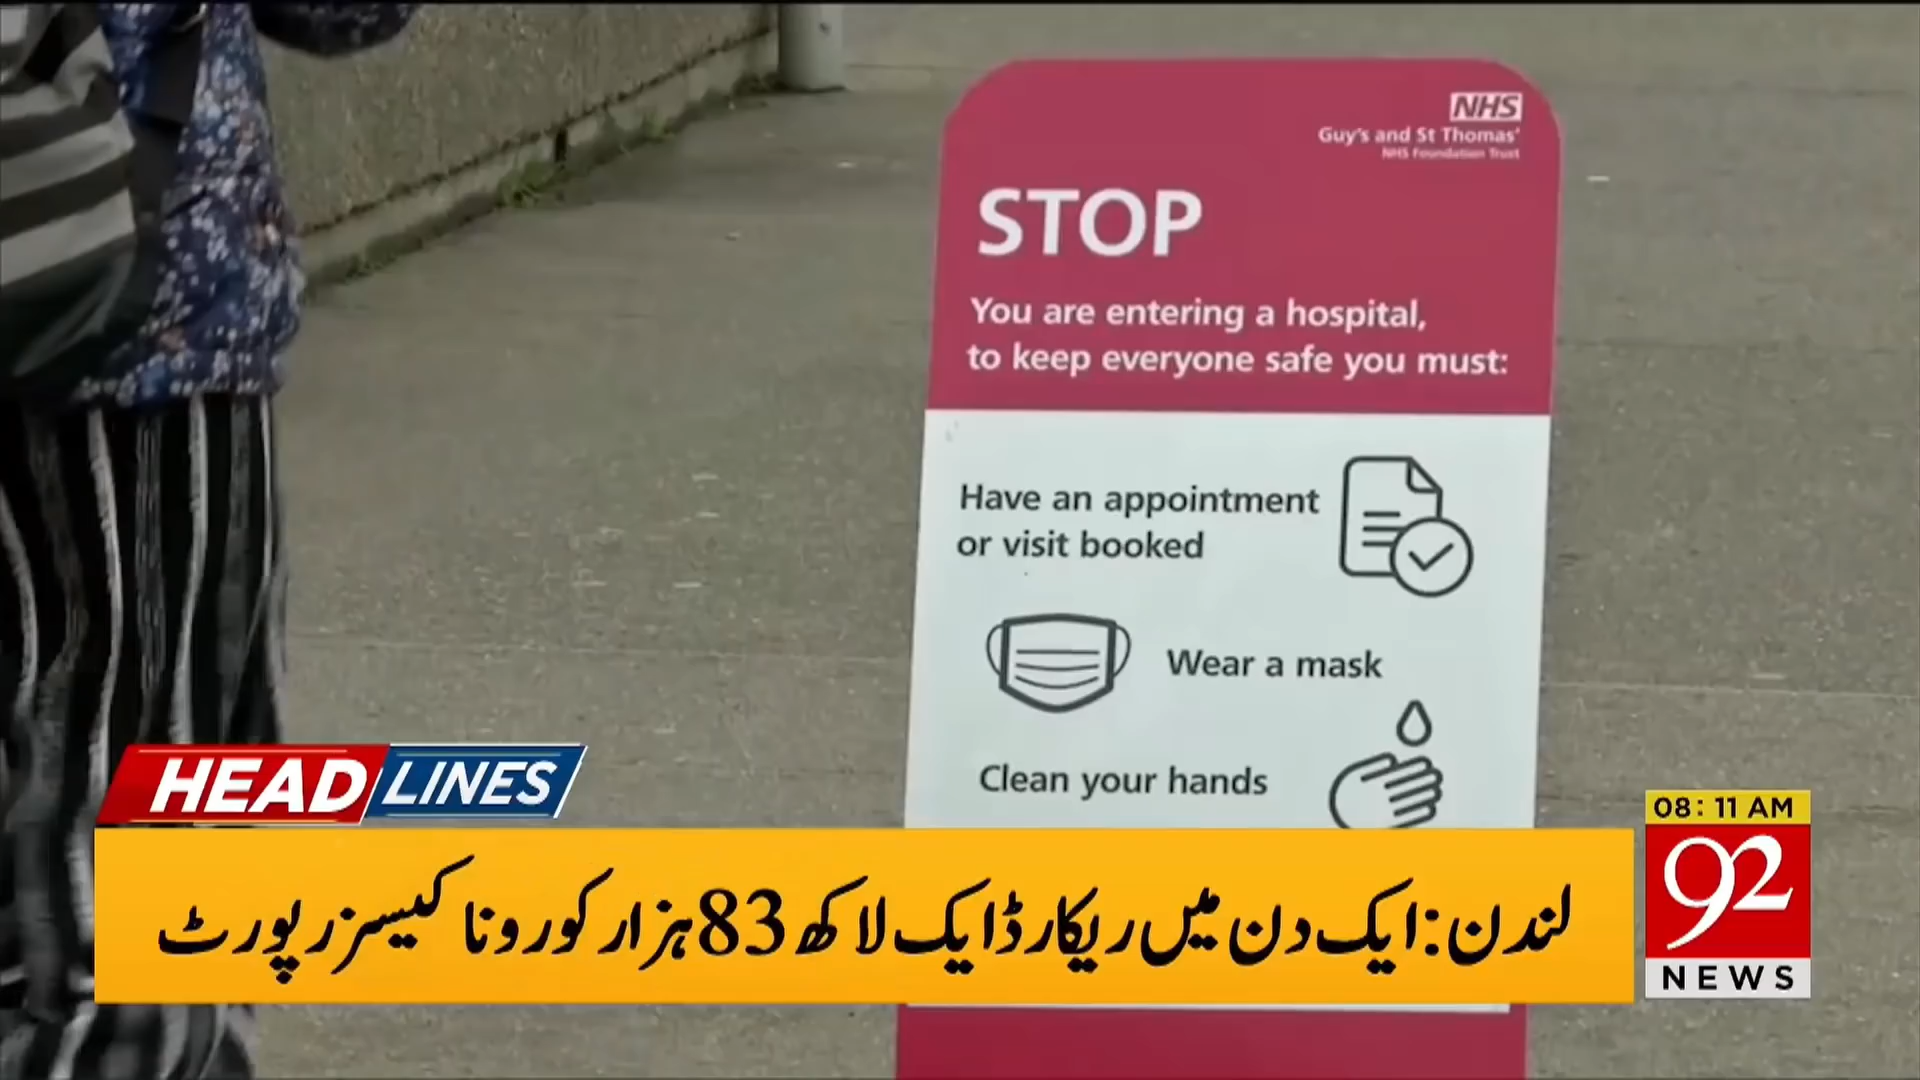 NHS
Guy's and St Thomas'
NHS Foundation Trust
STOP
You are entering a hospital,
to keep everyone safe you must:
Have an appointment
or visit booked
Wear a mask
Clean your hands
HEADLINES
08:11 AM
92
NEWS
لندن: ایک دن میں ریکارڈ ایک لاکھ 83 ہزار کورونا کیسز رپورٹ